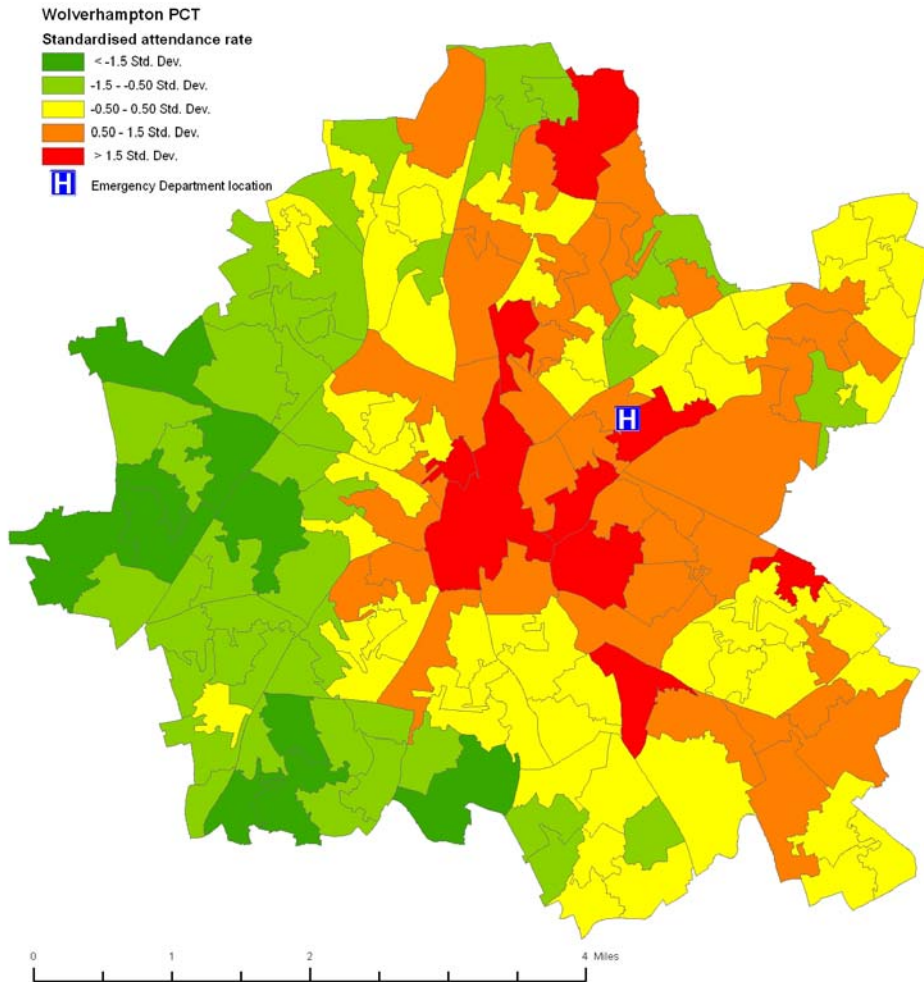 Wolverhampton PCT
Standardised attendance rate
< -1.5 Std. Dev.
-1.5 - -0.50 Std. Dev.
-0.50 - 0.50 Std. Dev.
0.50 - 1.5 Std. Dev.
> 1.5 Std. Dev.
H Emergency Department location
H
0 1 2 4 Miles